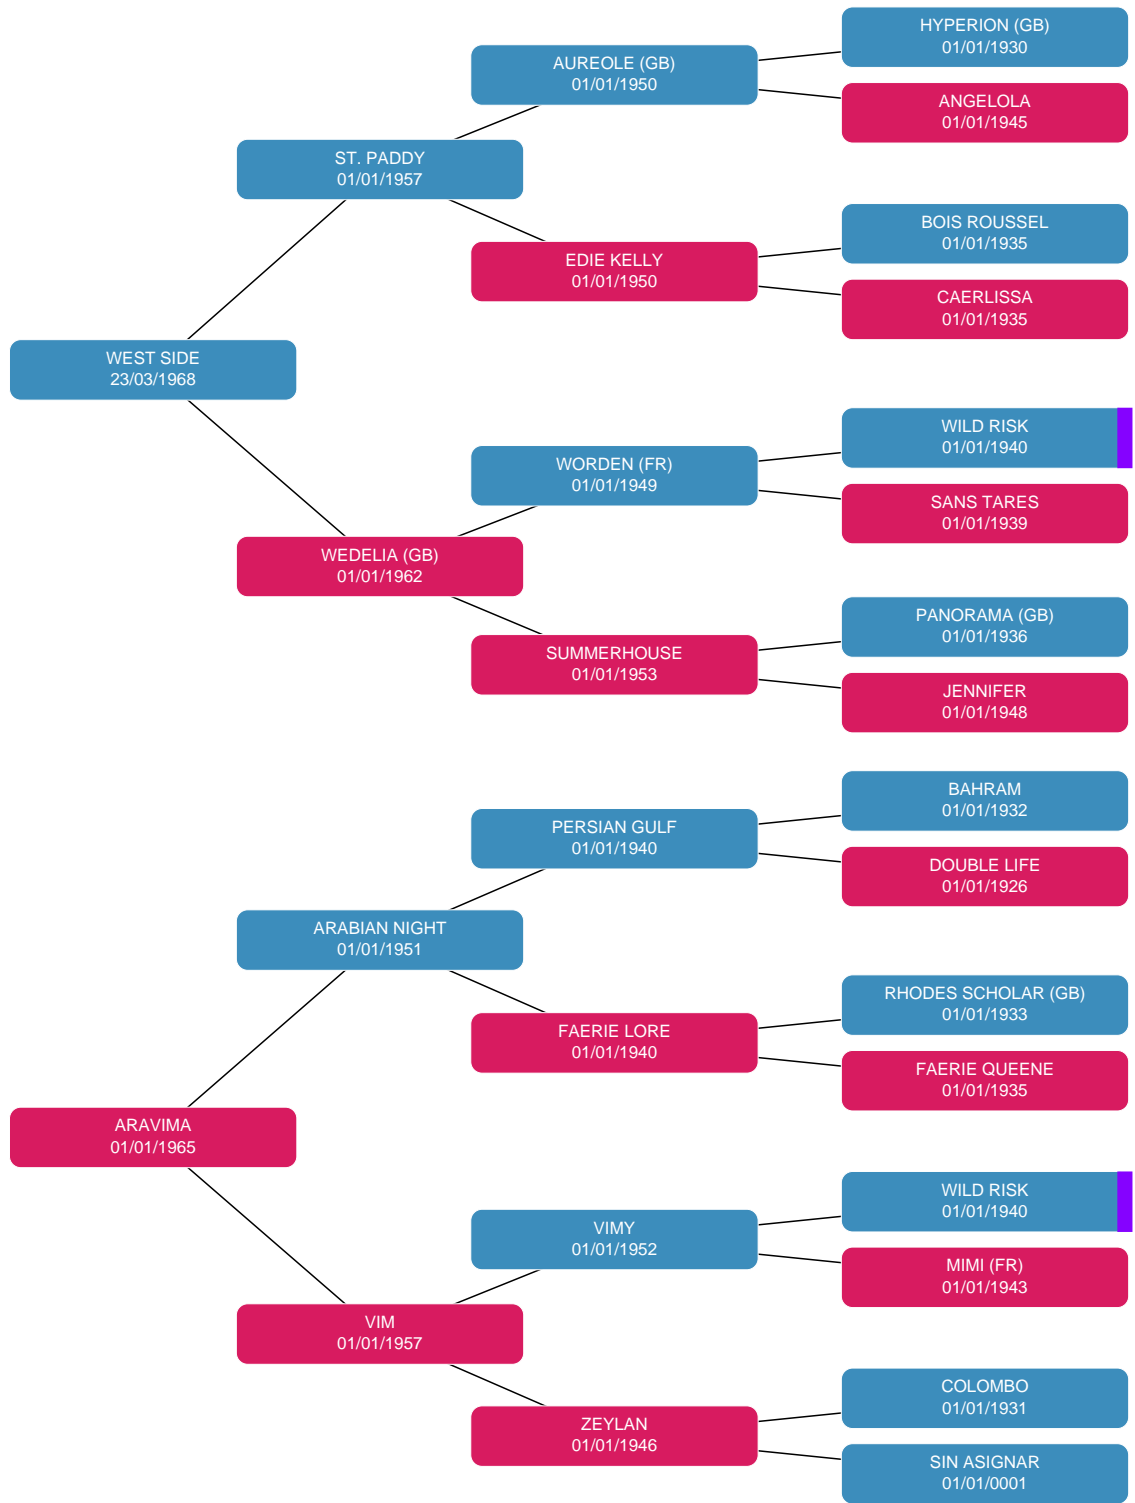 HYPERION (GB)
01/01/1930
AUREOLE (GB)
01/01/1950
ANGELOLA
01/01/1945
ST. PADDY
01/01/1957
BOIS ROUSSEL
01/01/1935
EDIE KELLY
01/01/1950
CAERLISSA
01/01/1935
WEST SIDE
23/03/1968
WILD RISK
01/01/1940
WORDEN (FR)
01/01/1949
SANS TARES
01/01/1939
WEDELIA (GB)
01/01/1962
PANORAMA (GB)
01/01/1936
SUMMERHOUSE
01/01/1953
JENNIFER
01/01/1948
BAHRAM
01/01/1932
PERSIAN GULF
01/01/1940
DOUBLE LIFE
01/01/1926
ARABIAN NIGHT
01/01/1951
RHODES SCHOLAR (GB)
01/01/1933
FAERIE LORE
01/01/1940
FAERIE QUEENE
01/01/1935
ARAVIMA
01/01/1965
WILD RISK
01/01/1940
VIMY
01/01/1952
MIMI (FR)
01/01/1943
VIM
01/01/1957
COLOMBO
01/01/1931
ZEYLAN
01/01/1946
SIN ASIGNAR
01/01/0001